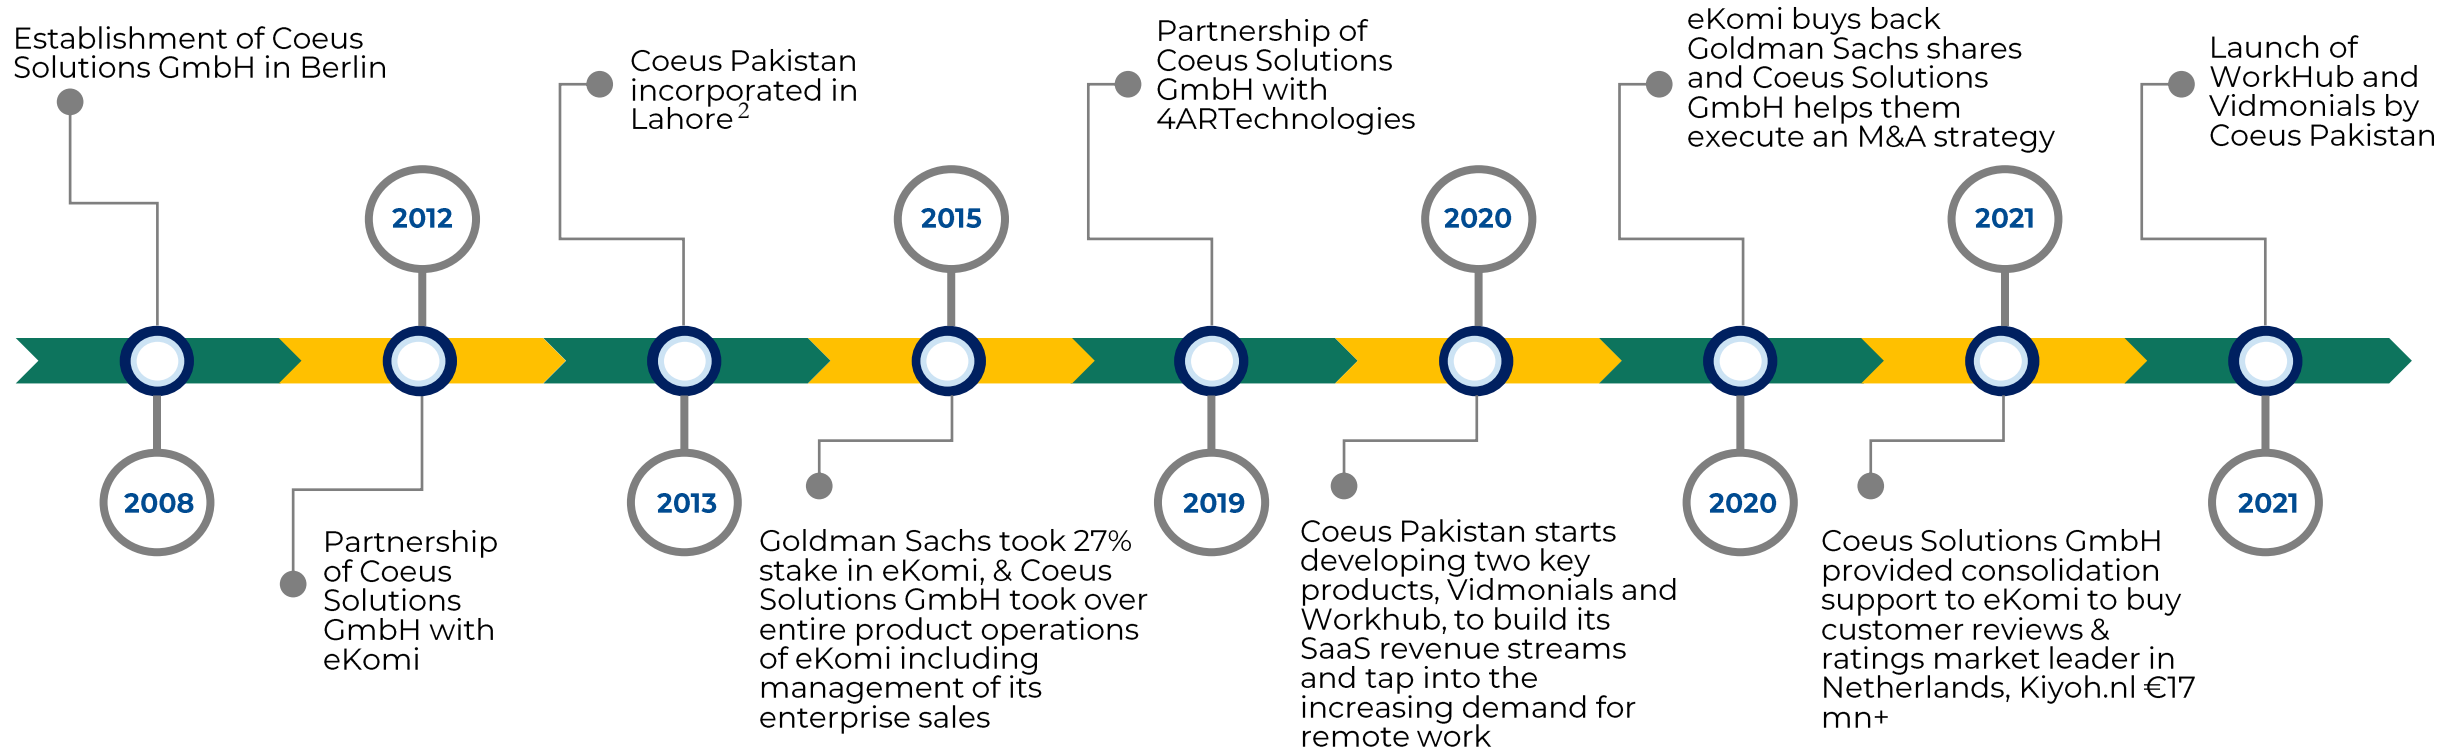 Establishment of Coeus
Solutions GmbH in Berlin
2008
2012
Partnership
of Coeus
Solutions
GmbH with
eKomi
Coeus Pakistan
incorporated in
Lahore²
2013
2015
Goldman Sachs took 27%
stake in eKomi, & Coeus
Solutions GmbH took over
entire product operations
of eKomi including
management of its
enterprise sales
Partnership of
Coeus Solutions
GmbH with
4ARTechnologies
2019
2020
Coeus Pakistan starts
developing two key
products, Vidmonials and
Workhub, to build its
SaaS revenue streams
and tap into the
increasing demand for
remote work
eKomi buys back
Goldman Sachs shares
and Coeus Solutions
GmbH helps them
execute an M&A strategy
2020
2021
Coeus Solutions GmbH
provided consolidation
support to eKomi to buy
customer reviews &
ratings market leader in
Netherlands, Kiyoh.nl €17
mn+
Launch of
WorkHub and
Vidmonials by
Coeus Pakistan
2021